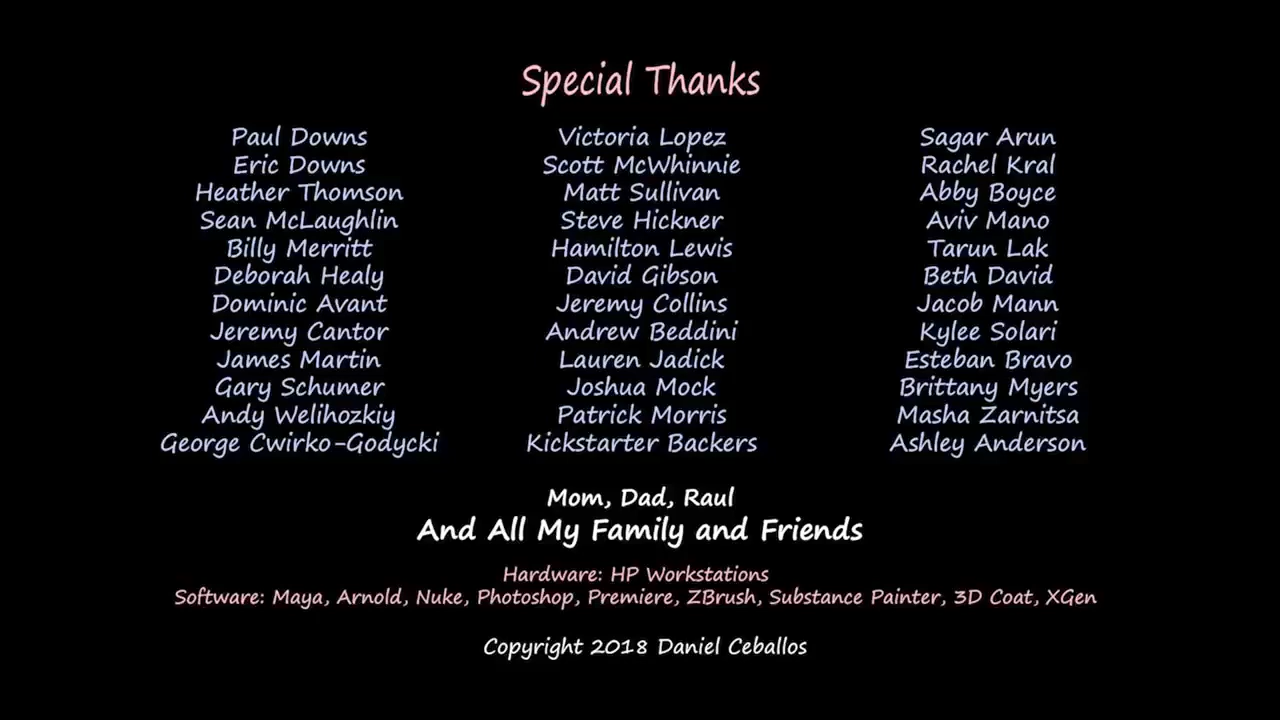 Special Thanks
Paul Downs
Eric Downs
Heather Thomson
Sean McLaughlin
Billy Merritt
Deborah Healy
Dominic Avant
Jeremy Cantor
James Martin
Gary Schumer
Andy Welihozkiy
George Cwirko-Godycki
Victoria Lopez
Scott McWhinnie
Matt Sullivan
Steve Hickner
Hamilton Lewis
David Gibson
Jeremy Collins
Andrew Beddini
Lauren Jadick
Joshua Mock
Patrick Morris
Kickstarter Backers
Sagar Arun
Rachel Kral
Abby Boyce
Aviv Mano
Tarun Lak
Beth David
Jacob Mann
Kylee Solari
Esteban Bravo
Brittany Myers
Masha Zarnitsa
Ashley Anderson
Mom, Dad, Raul
And All My Family and Friends
Hardware: HP Workstations
Software: Maya, Arnold, Nuke, Photoshop, Premiere, ZBrush, Substance Painter, 3D Coat, XGen
Copyright 2018 Daniel Ceballos